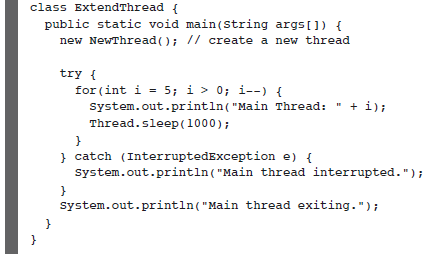 class ExtendThread {
public static void main(String args[]) {
new NewThread(); // create a new thread
try {
for(int i = 5; i > 0; i--) {
System.out.println("Main Thread: " + i);
Thread.sleep(1000);
}
} catch (InterruptedException e) {
System.out.println("Main thread interrupted.");
}
System.out.println("Main thread exiting.");
}
}